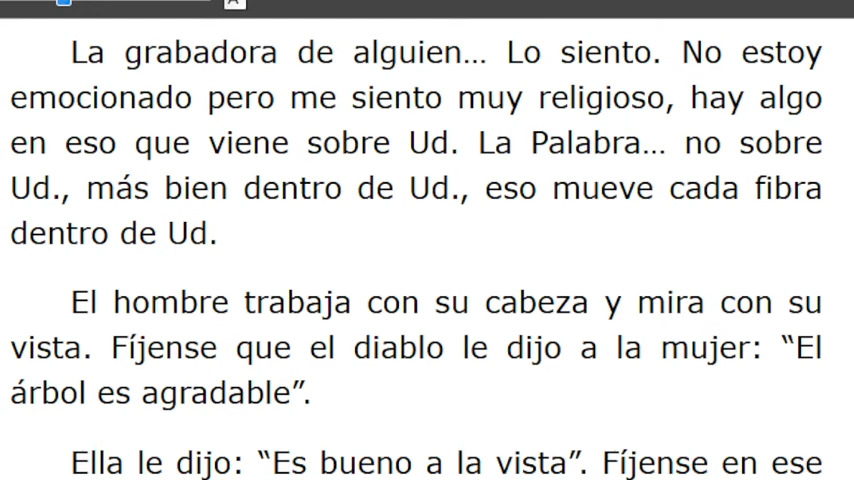 La grabadora de alguien... Lo siento. No estoy
emocionado pero me siento muy religioso, hay algo
en eso que viene sobre Ud. La Palabra... no sobre
Ud., más bien dentro de Ud., eso mueve cada fibra
dentro de Ud.
El hombre trabaja con su cabeza y mira con su
vista. Fíjense que el diablo le dijo a la mujer: “El
árbol es agradable”.
Ella le dijo: “Es bueno a la vista”. Fíjense en ese